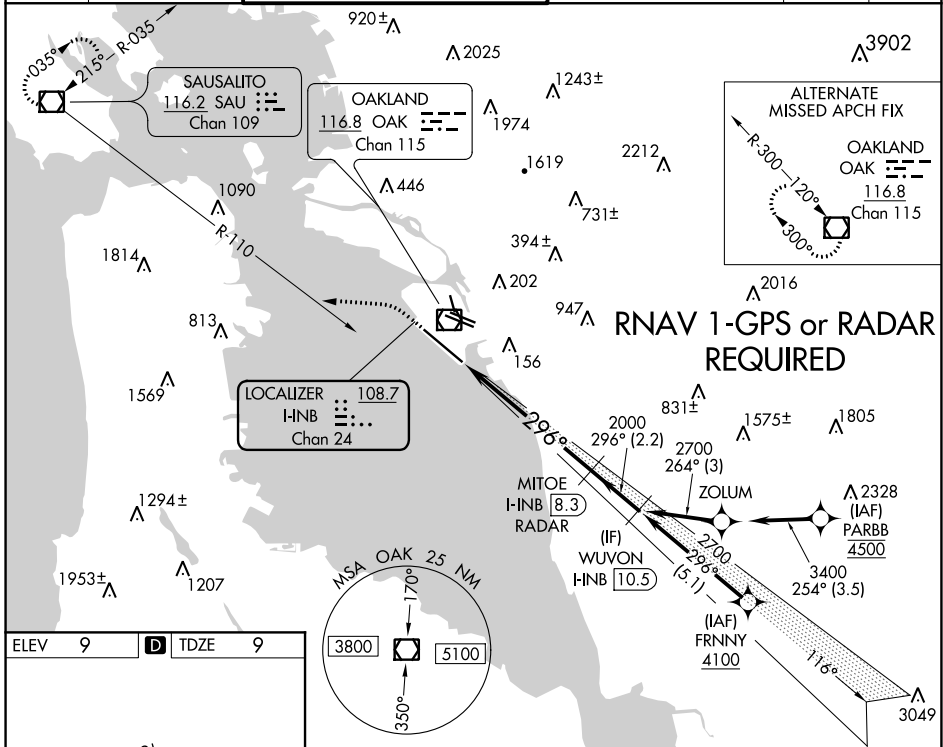 920±
2025
3902
R-035
035°
215°
SAUSALITO
116.2 SAU
Chan 109
OAKLAND
116.8 OAK
Chan 115
1243±
1974
1619
2212
446
731±
1090
R-110
394±
1814
202
813
947
156
1569
ALTERNATE
MISSED APCH FIX
R-300
120°
300°
OAKLAND
OAK
116.8
Chan 115
2016
RNAV 1-GPS or RADAR
REQUIRED
LOCALIZER 108.7
I-INB
Chan 24
831±
1575±
1805
296°
2000
296° (2.2)
2700
264° (3)
MITOE
I-INB 8.3
RADAR
ZOLUM
2328
(IAF)
PARBB
4500
3400
254° (3.5)
(IF)
WUVON
I-INB 10.5
2700
296°
(5.1)
(IAF)
FRNNY
4100
116°
3049
1294±
1953±
1207
MSA OAK 25 NM
170°
3800
5100
350°
ELEV 9
D
TDZE 9